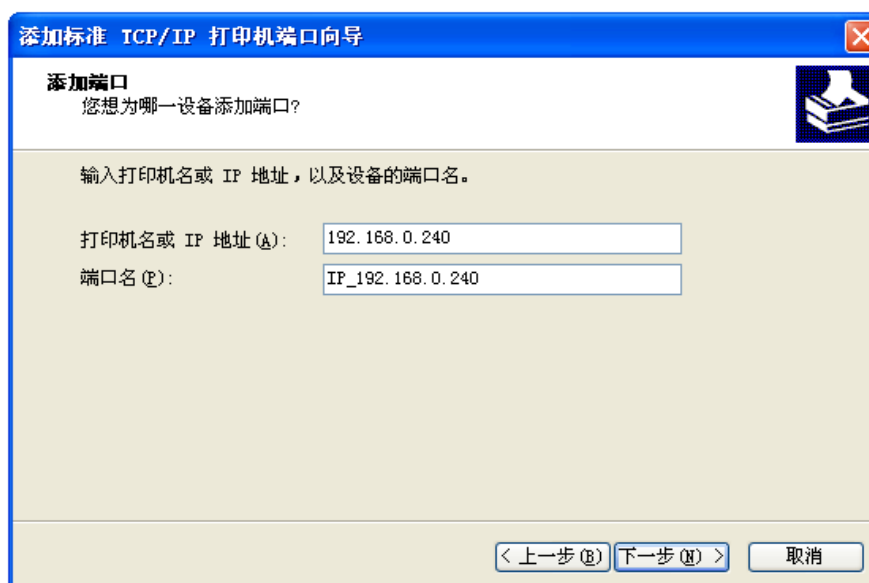 添加标准 TCP/IP 打印机端口向导
添加端口
您想为哪一设备添加端口?
输入打印机名或 IP 地址，以及设备的端口名。
打印机名或 IP 地址(A): 192.168.0.240
端口名(P): IP_192.168.0.240
< 上一步(B) 下一步(N) > 取消